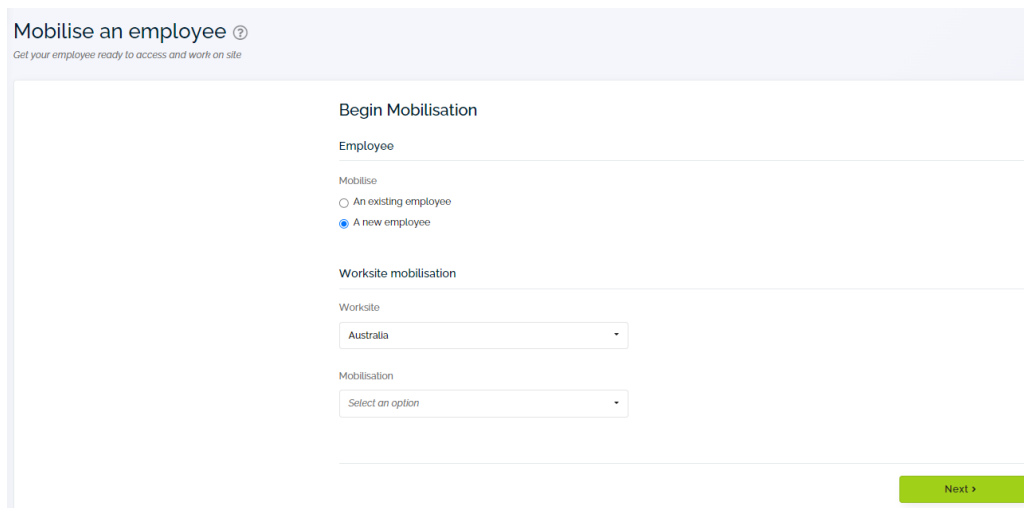 Mobilise an employee
Get your employee ready to access and work on site
Begin Mobilisation
Employee
Mobilise
An existing employee
A new employee
Worksite mobilisation
Worksite
Australia
Mobilisation
Select an option
Next >